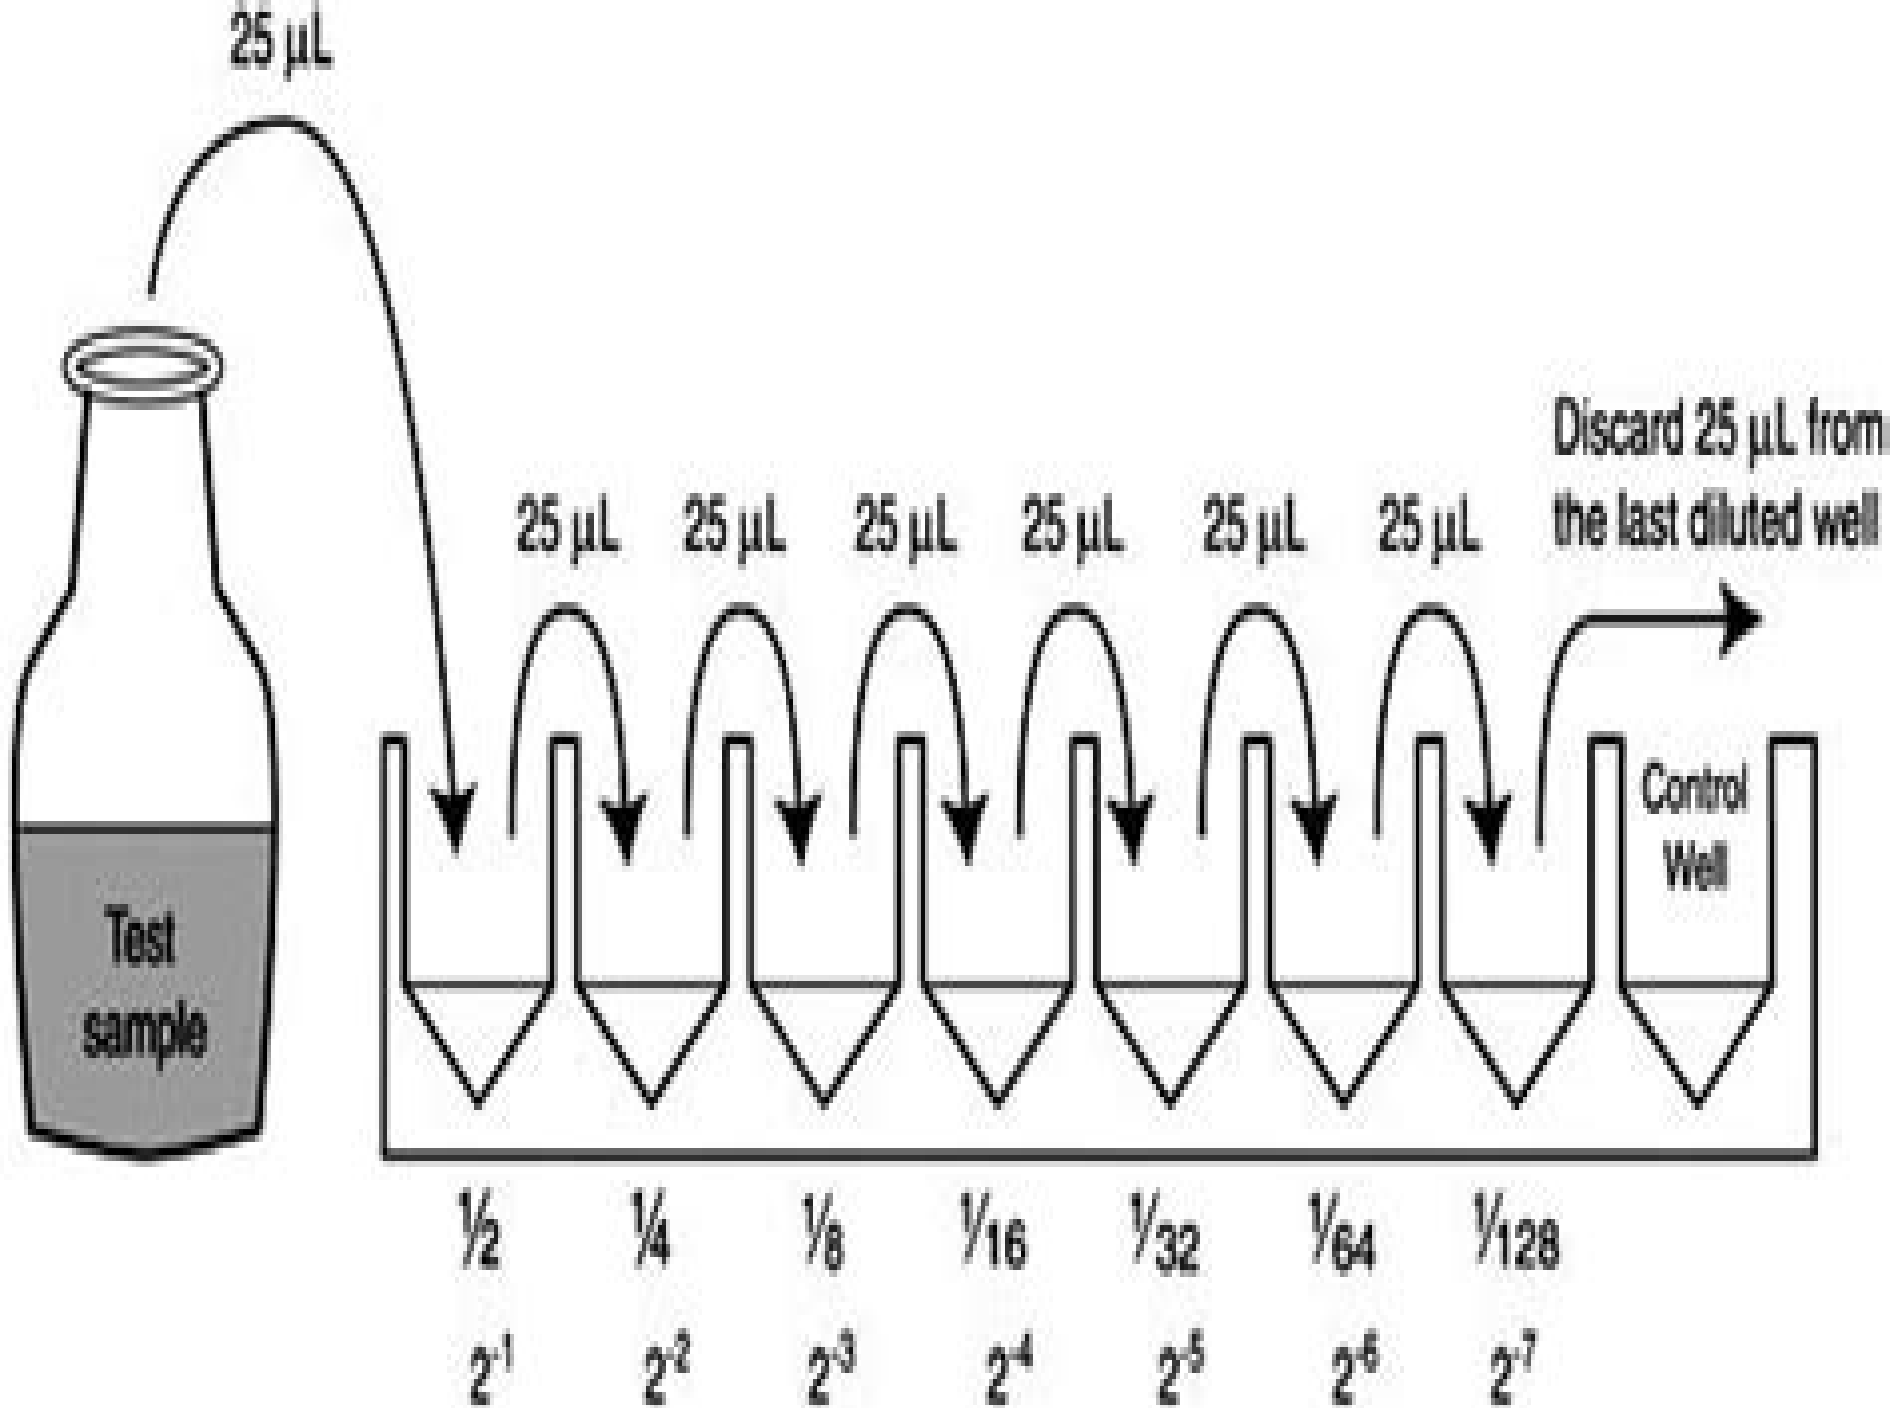 25 µL
Discard 25 µL from
the last diluted well
25 µL 25 µL 25 µL 25 µL 25 µL 25 µL
Control
Well
Test
sample
1/2 1/4 1/8 1/16 1/32 1/64 1/128
2⁻¹ 2⁻² 2⁻³ 2⁻⁴ 2⁻⁵ 2⁻⁶ 2⁻⁷